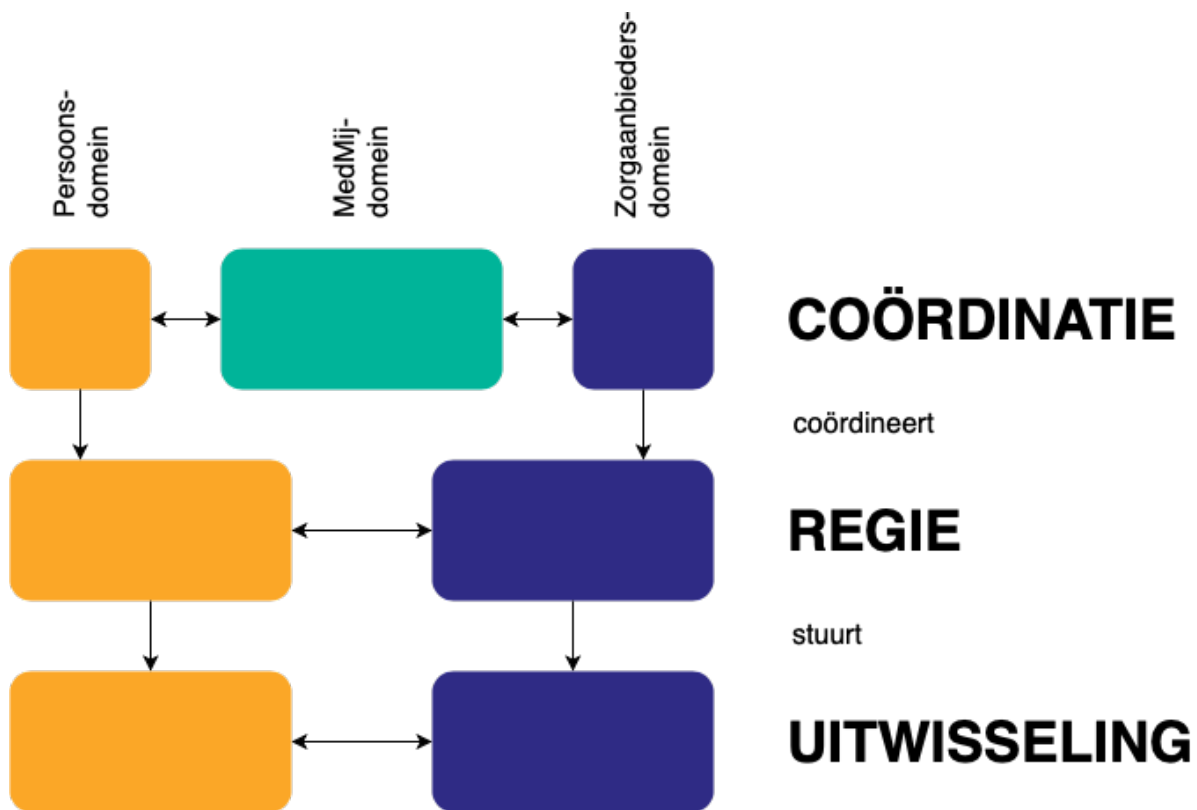 Persoons-
domein
MedMij-
domein
Zorgaanbieders-
domein
COÖRDINATIE
coördineert
REGIE
stuurt
UITWISSELING